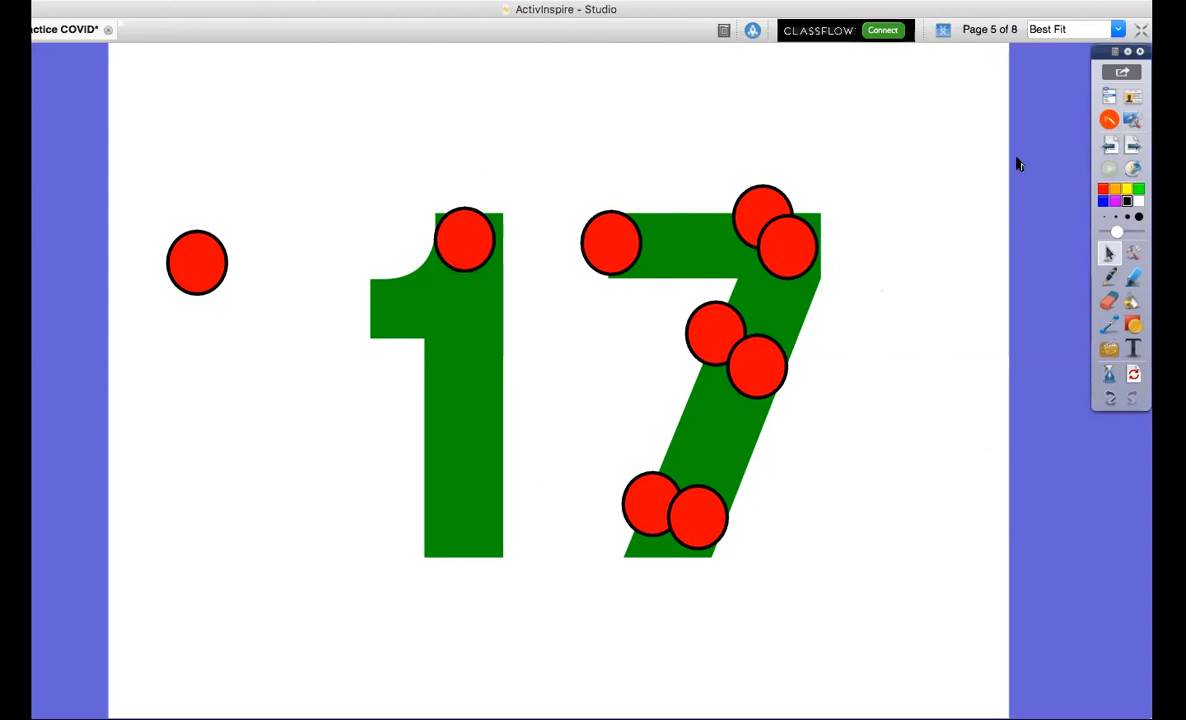 ActivInspire - Studio
actice COVID*
CLASSFLOW Connect
Page 5 of 8
Best Fit
17
T